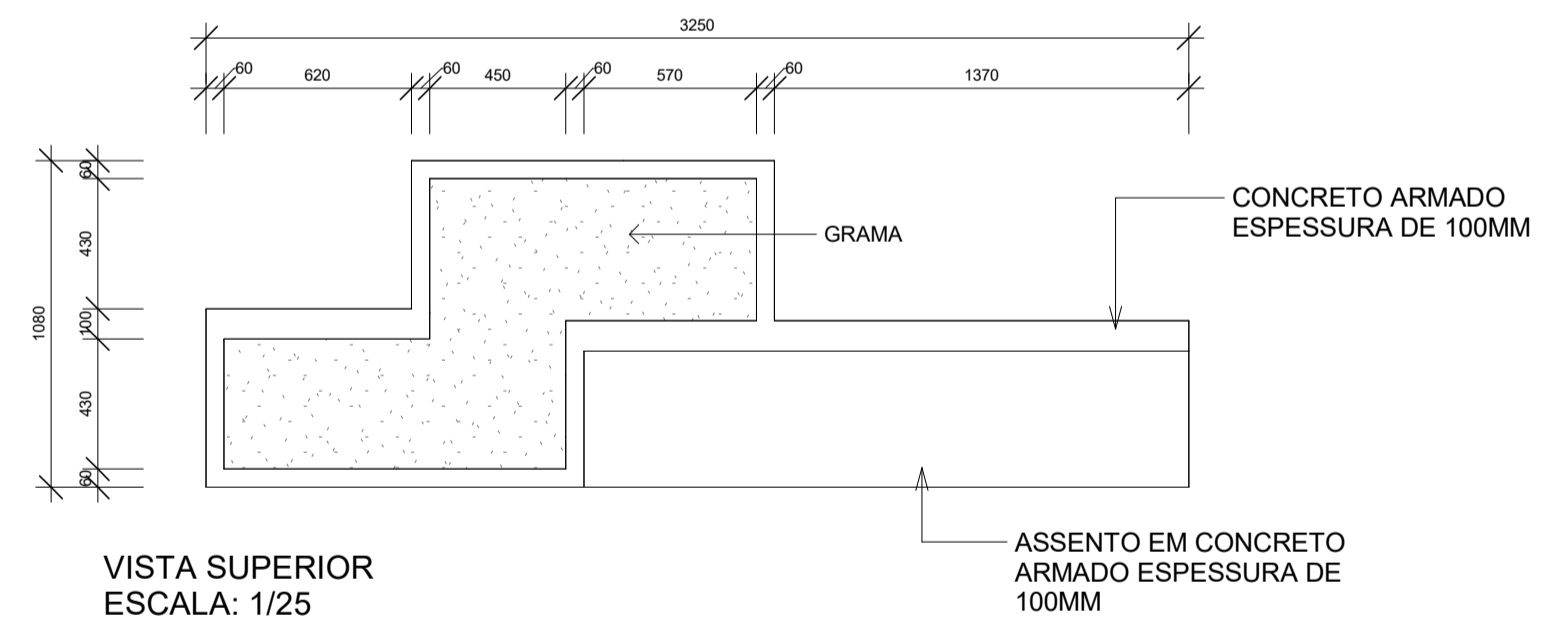 3250
60
620
60
450
60
570
60
1370
1080
60
430
100
430
60
CONCRETO ARMADO
ESPESSURA DE 100MM
GRAMA
ASSENTO EM CONCRETO
ARMADO ESPESSURA DE
100MM
VISTA SUPERIOR
ESCALA: 1/25